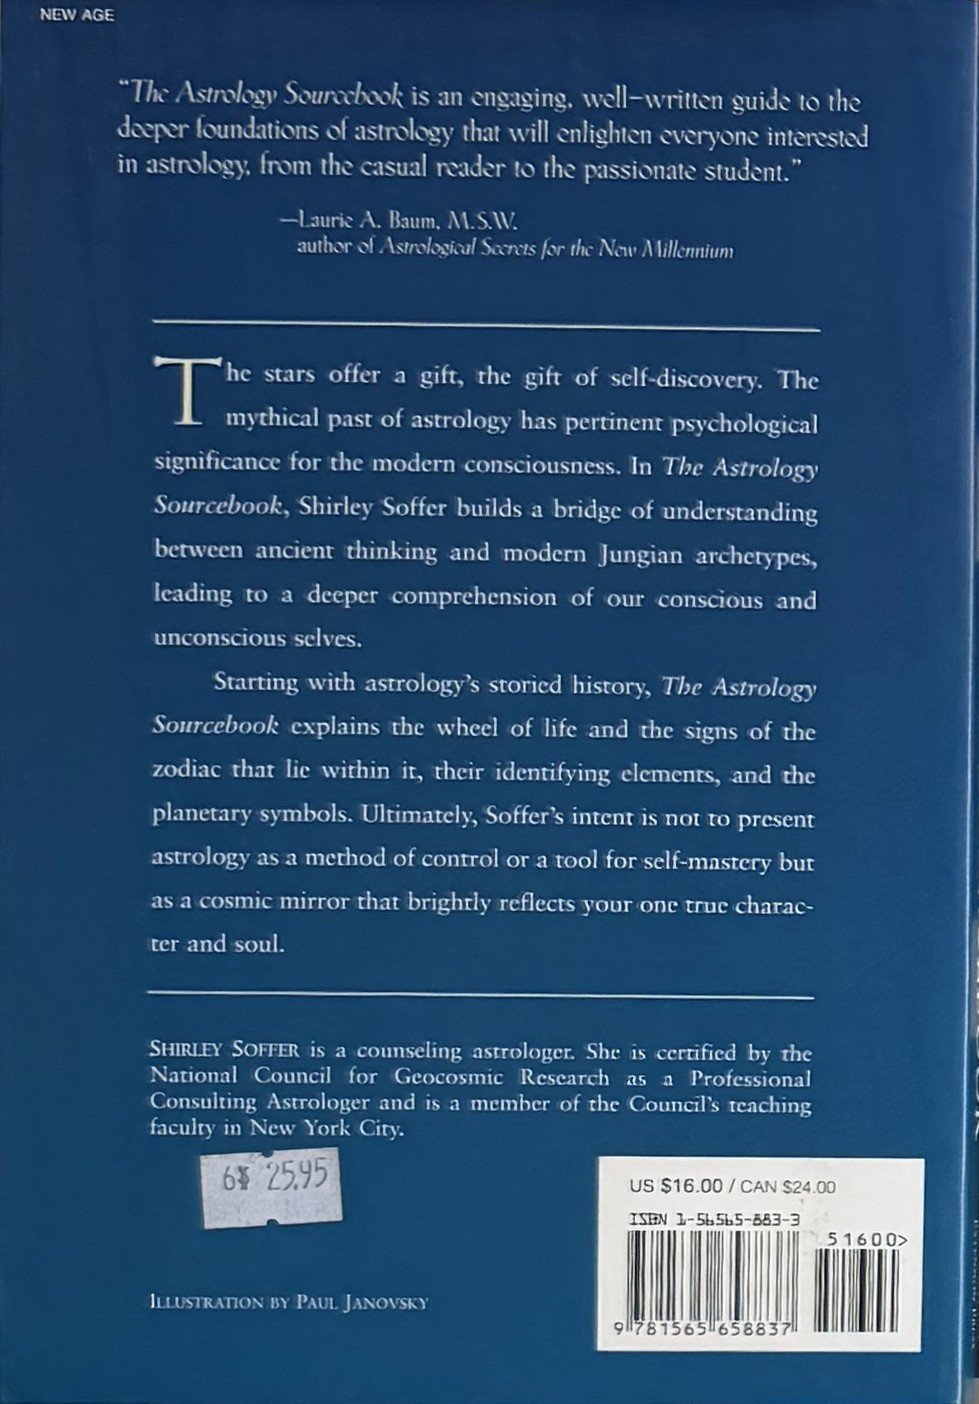 NEW AGE
"The Astrology Sourcebook is an engaging, well-written guide to the
deeper foundations of astrology that will enlighten everyone interested
in astrology, from the casual reader to the passionate student."
—Laurie A. Baum, M.S.W.
author of Astrological Secrets for the New Millennium
The stars offer a gift, the gift of self-discovery. The
mythical past of astrology has pertinent psychological
significance for the modern consciousness. In The Astrology
Sourcebook, Shirley Soffer builds a bridge of understanding
between ancient thinking and modern Jungian archetypes,
leading to a deeper comprehension of our conscious and
unconscious selves.
Starting with astrology's storied history, The Astrology
Sourcebook explains the wheel of life and the signs of the
zodiac that lie within it, their identifying elements, and the
planetary symbols. Ultimately, Soffer's intent is not to present
astrology as a method of control or a tool for self-mastery but
as a cosmic mirror that brightly reflects your one true charac-
ter and soul.
SHIRLEY SOFFER is a counseling astrologer. She is certified by the
National Council for Geocosmic Research as a Professional
Consulting Astrologer and is a member of the Council's teaching
faculty in New York City.
25.95
US $16.00 / CAN $24.00
ISBN 1-56565-883-3
51600>
9 781565 658837
ILLUSTRATION BY PAUL JANOVSKY